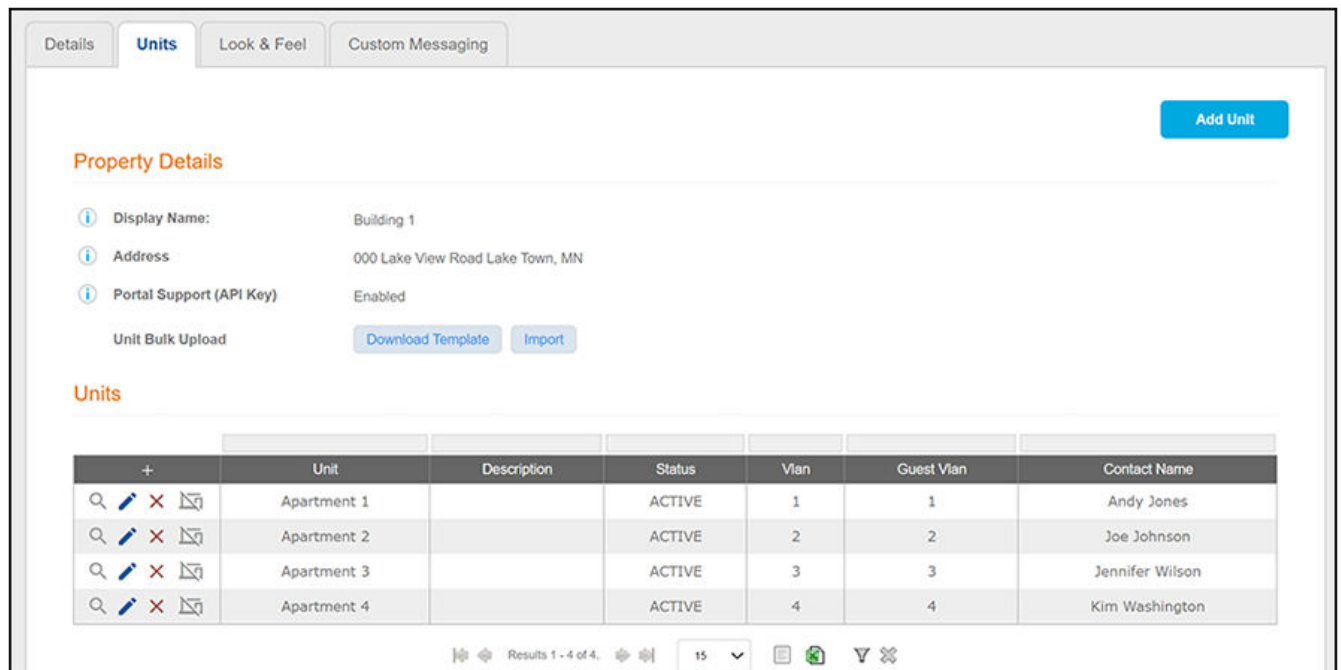 Details Units Look & Feel Custom Messaging
Add Unit
Property Details
Display Name: Building 1
Address 000 Lake View Road Lake Town, MN
Portal Support (API Key) Enabled
Unit Bulk Upload Download Template Import
Units
+ Unit Description Status Vlan Guest Vlan Contact Name
Apartment 1 ACTIVE 1 1 Andy Jones
Apartment 2 ACTIVE 2 2 Joe Johnson
Apartment 3 ACTIVE 3 3 Jennifer Wilson
Apartment 4 ACTIVE 4 4 Kim Washington
Results 1 - 4 of 4. 15